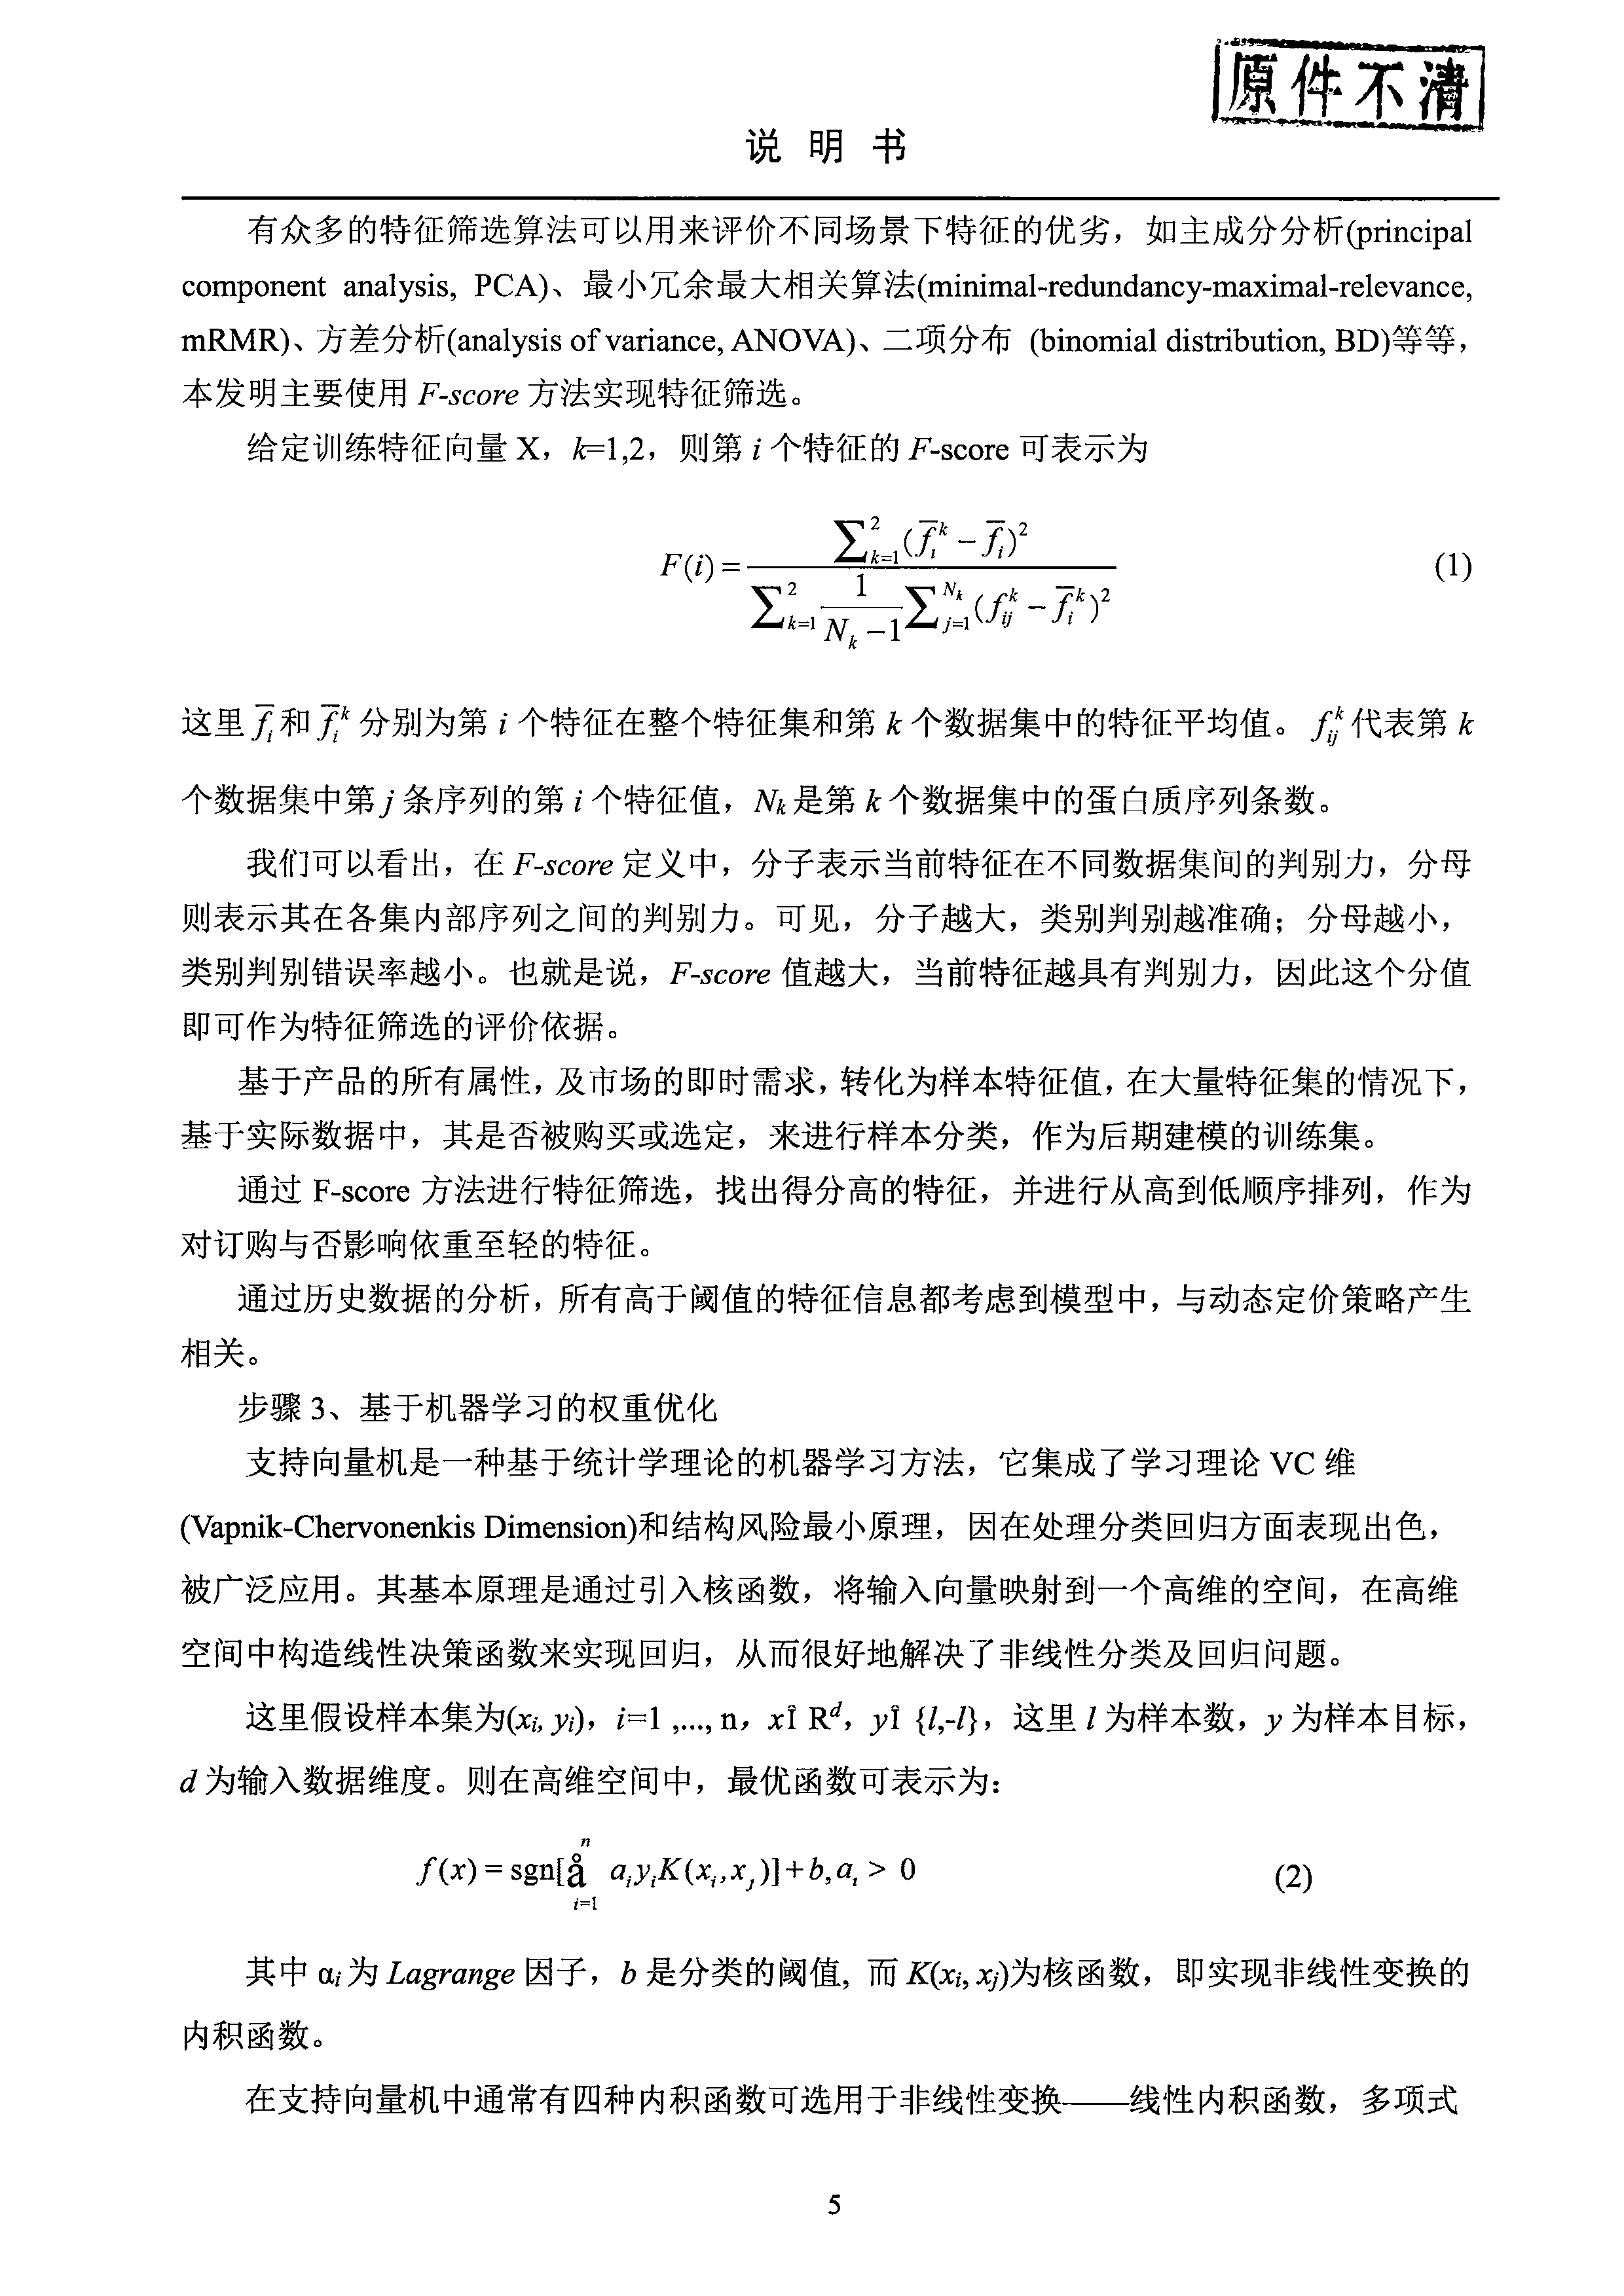 原件不清
说 明 书
有众多的特征筛选算法可以用来评价不同场景下特征的优劣，如主成分分析(principal
component analysis, PCA)、最小冗余最大相关算法(minimal-redundancy-maximal-relevance,
mRMR)、方差分析(analysis of variance, ANOVA)、二项分布 (binomial distribution, BD)等等，
本发明主要使用 F-score 方法实现特征筛选。
给定训练特征向量 X，k=1,2，则第 i 个特征的 F-score 可表示为
F(i) = \frac{\sum_{k=1}^{2}(\bar{f}_i^k - \bar{f}_i)^2}{\sum_{k=1}^{2}\frac{1}{N_k-1}\sum_{j=1}^{N_k}(f_{ij}^k - \bar{f}_i^k)^2} (1)
这里 \bar{f}_i 和 \bar{f}_i^k 分别为第 i 个特征在整个特征集和第 k 个数据集中的特征平均值。f_{ij}^k 代表第 k
个数据集中第 j 条序列的第 i 个特征值，N_k 是第 k 个数据集中的蛋白质序列条数。
我们可以看出，在 F-score 定义中，分子表示当前特征在不同数据集间的判别力，分母
则表示其在各集内部序列之间的判别力。可见，分子越大，类别判别越准确；分母越小，
类别判别错误率越小。也就是说，F-score 值越大，当前特征越具有判别力，因此这个分值
即可作为特征筛选的评价依据。
基于产品的所有属性，及市场的即时需求，转化为样本特征值，在大量特征集的情况下，
基于实际数据中，其是否被购买或选定，来进行样本分类，作为后期建模的训练集。
通过 F-score 方法进行特征筛选，找出得分高的特征，并进行从高到低顺序排列，作为
对订购与否影响依重至轻的特征。
通过历史数据的分析，所有高于阈值的特征信息都考虑到模型中，与动态定价策略产生
相关。
步骤 3、基于机器学习的权重优化
支持向量机是一种基于统计学理论的机器学习方法，它集成了学习理论 VC 维
(Vapnik-Chervonenkis Dimension)和结构风险最小原理，因在处理分类回归方面表现出色，
被广泛应用。其基本原理是通过引入核函数，将输入向量映射到一个高维的空间，在高维
空间中构造线性决策函数来实现回归，从而很好地解决了非线性分类及回归问题。
这里假设样本集为(x_i, y_i)，i=1 ,..., n，xÎ R^d，yÎ {l,-l}，这里 l 为样本数，y 为样本目标，
d 为输入数据维度。则在高维空间中，最优函数可表示为：
f(x) = sgn[å_{i=1}^{n} a_i y_i K(x_i, x_j)] + b, a_i > 0 (2)
其中 α_i 为 Lagrange 因子，b 是分类的阈值, 而 K(x_i, x_j)为核函数，即实现非线性变换的
内积函数。
在支持向量机中通常有四种内积函数可选用于非线性变换——线性内积函数，多项式
5